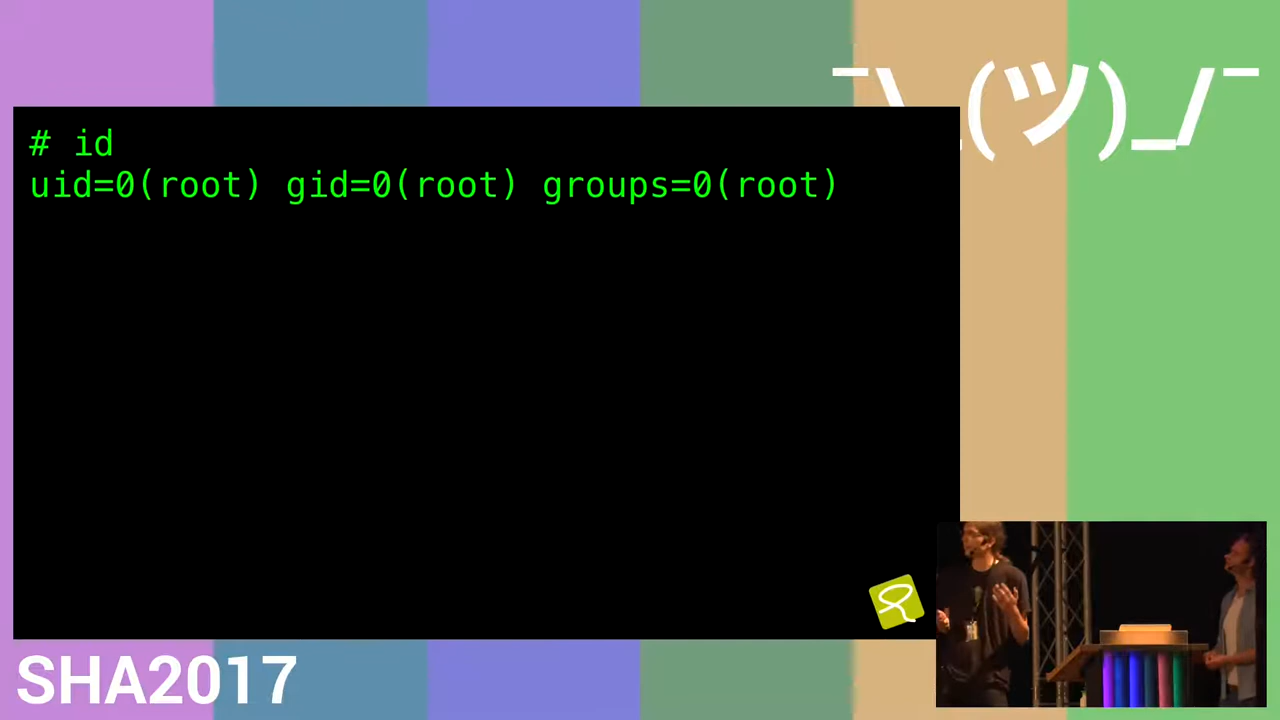 ¯\_(ツ)_/¯
# id
uid=0(root) gid=0(root) groups=0(root)
SHA2017